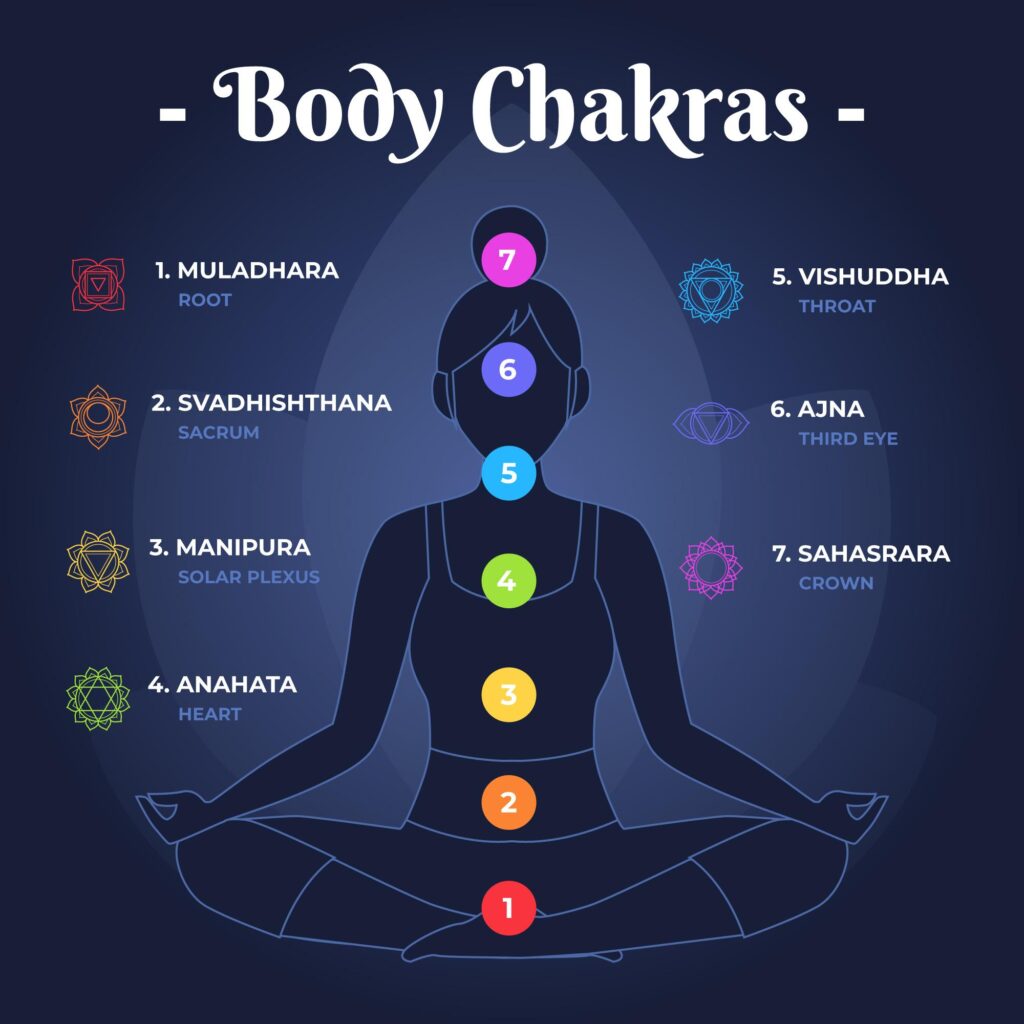 - Body Chakras -
1. MULADHARA
ROOT
2. SVADHISHTHANA
SACRUM
3. MANIPURA
SOLAR PLEXUS
4. ANAHATA
HEART
5. VISHUDDHA
THROAT
6. AJNA
THIRD EYE
7. SAHASRARA
CROWN
7
6
5
4
3
2
1